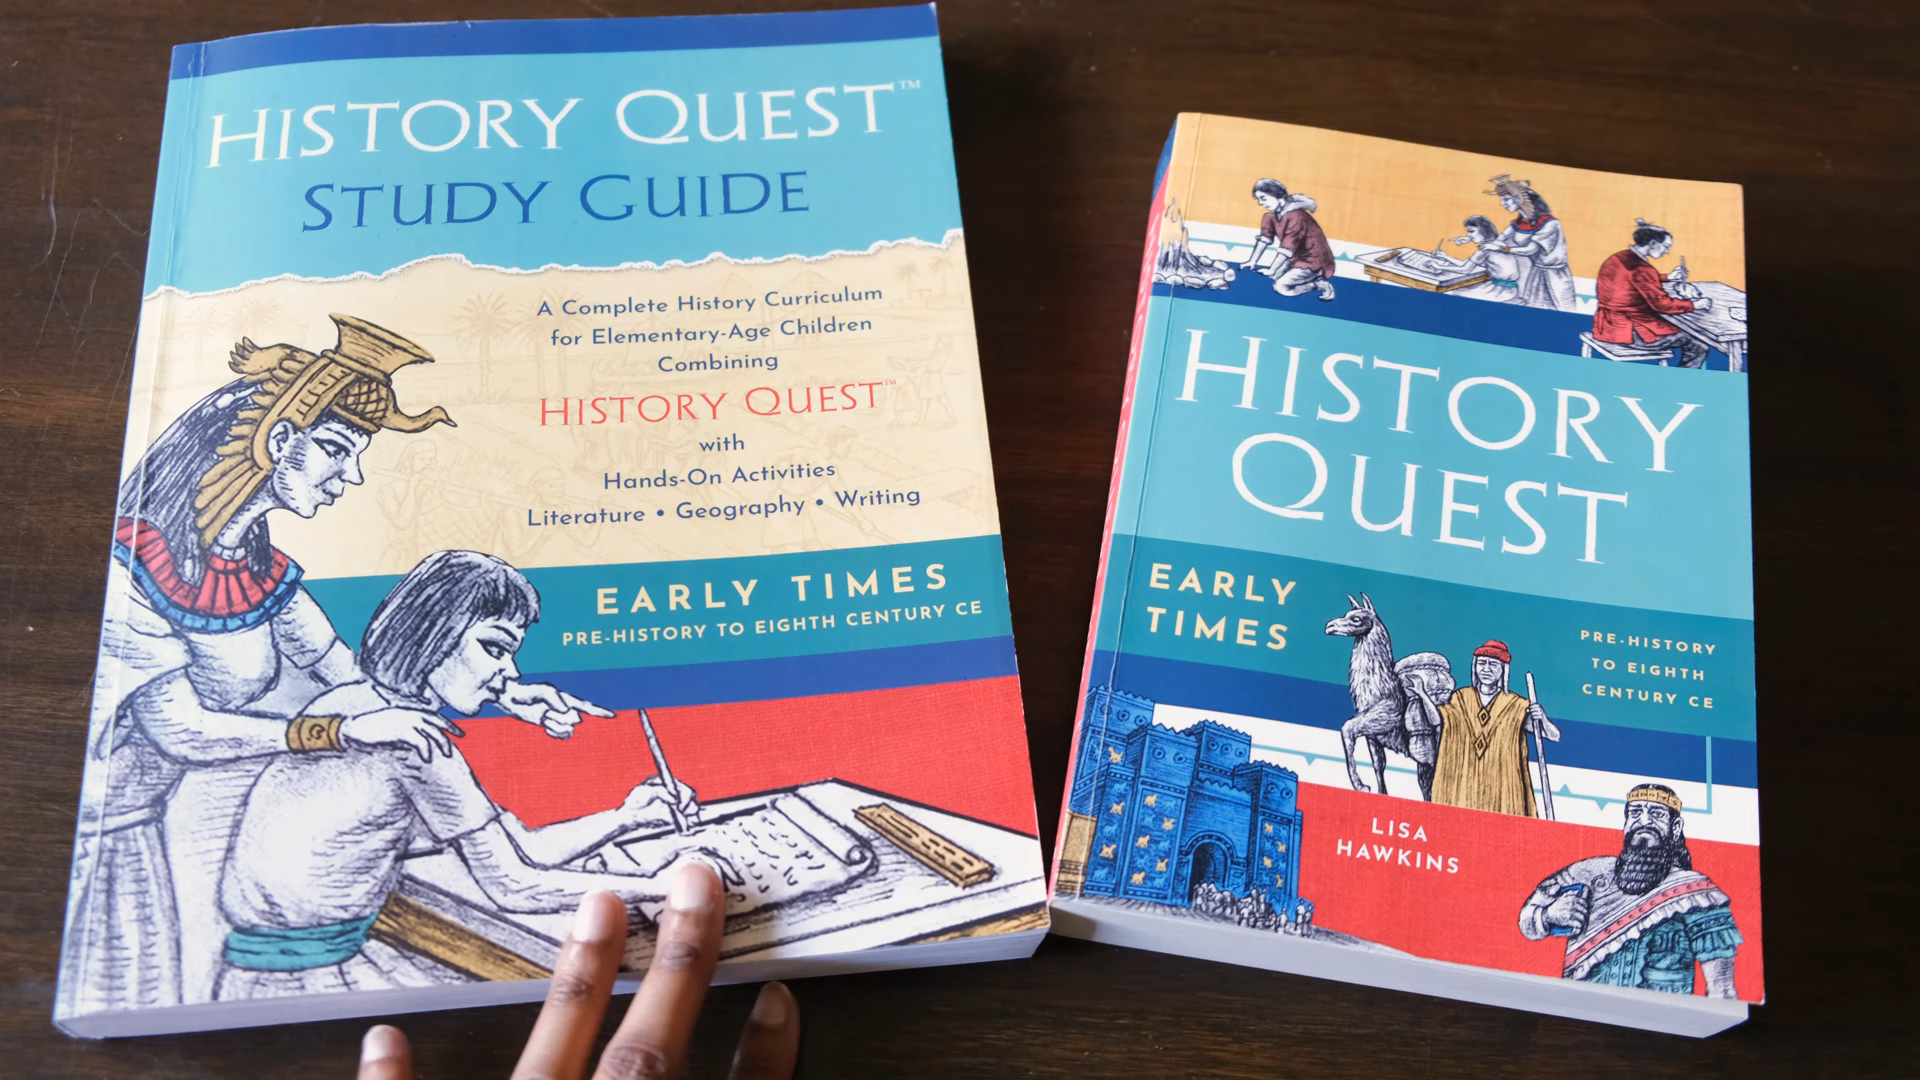 HISTORY QUEST™
STUDY GUIDE
A Complete History Curriculum
for Elementary-Age Children
Combining
HISTORY QUEST™
with
Hands-On Activities
Literature • Geography • Writing
EARLY TIMES
PRE-HISTORY TO EIGHTH CENTURY CE
HISTORY
QUEST
EARLY
TIMES
PRE-HISTORY
TO EIGHTH
CENTURY CE
LISA
HAWKINS